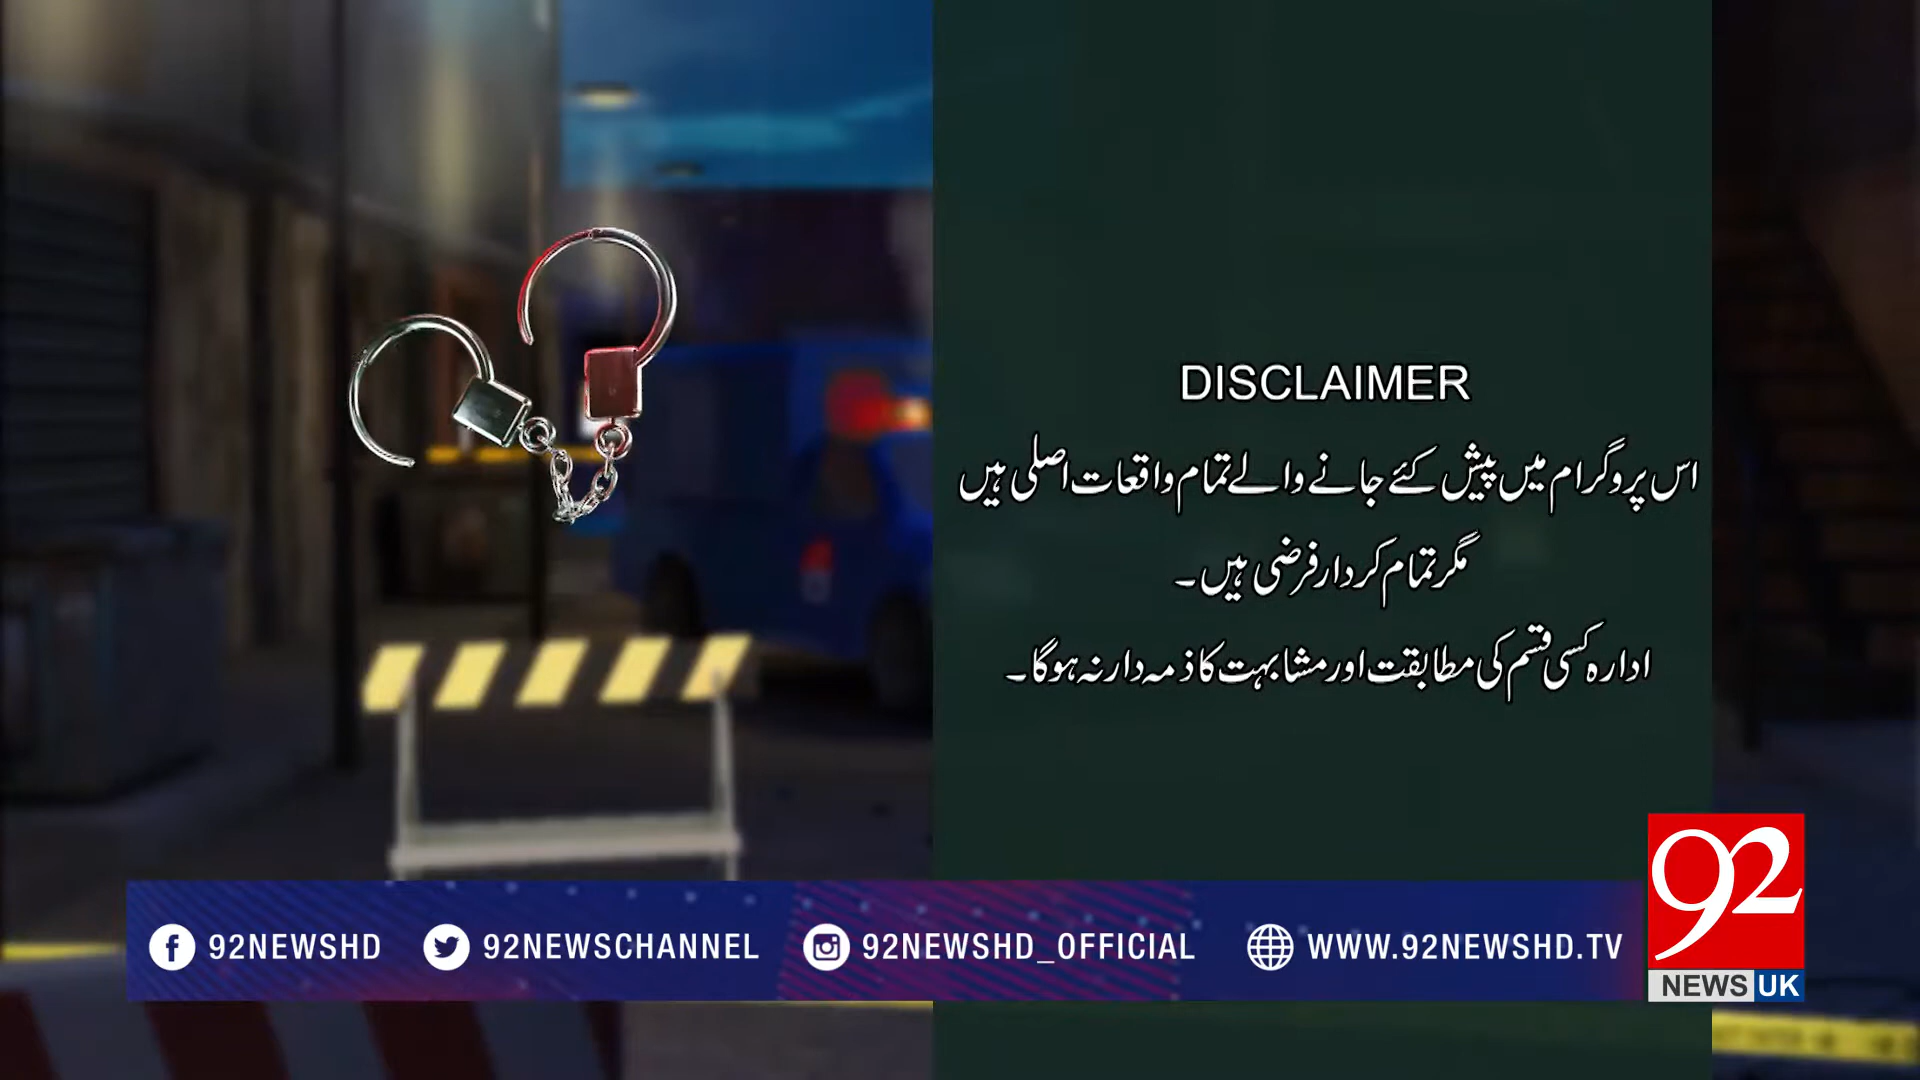 DISCLAIMER
اس پروگرام میں پیش کئے جانے والے تمام واقعات اصلی ہیں
مگر تمام کردار فرضی ہیں۔
ادارہ کسی قسم کی مطابقت اور مشابہت کا ذمہ دار نہ ہوگا۔
92NEWSHD 92NEWSCHANNEL 92NEWSHD_OFFICIAL WWW.92NEWSHD.TV
92
NEWS UK